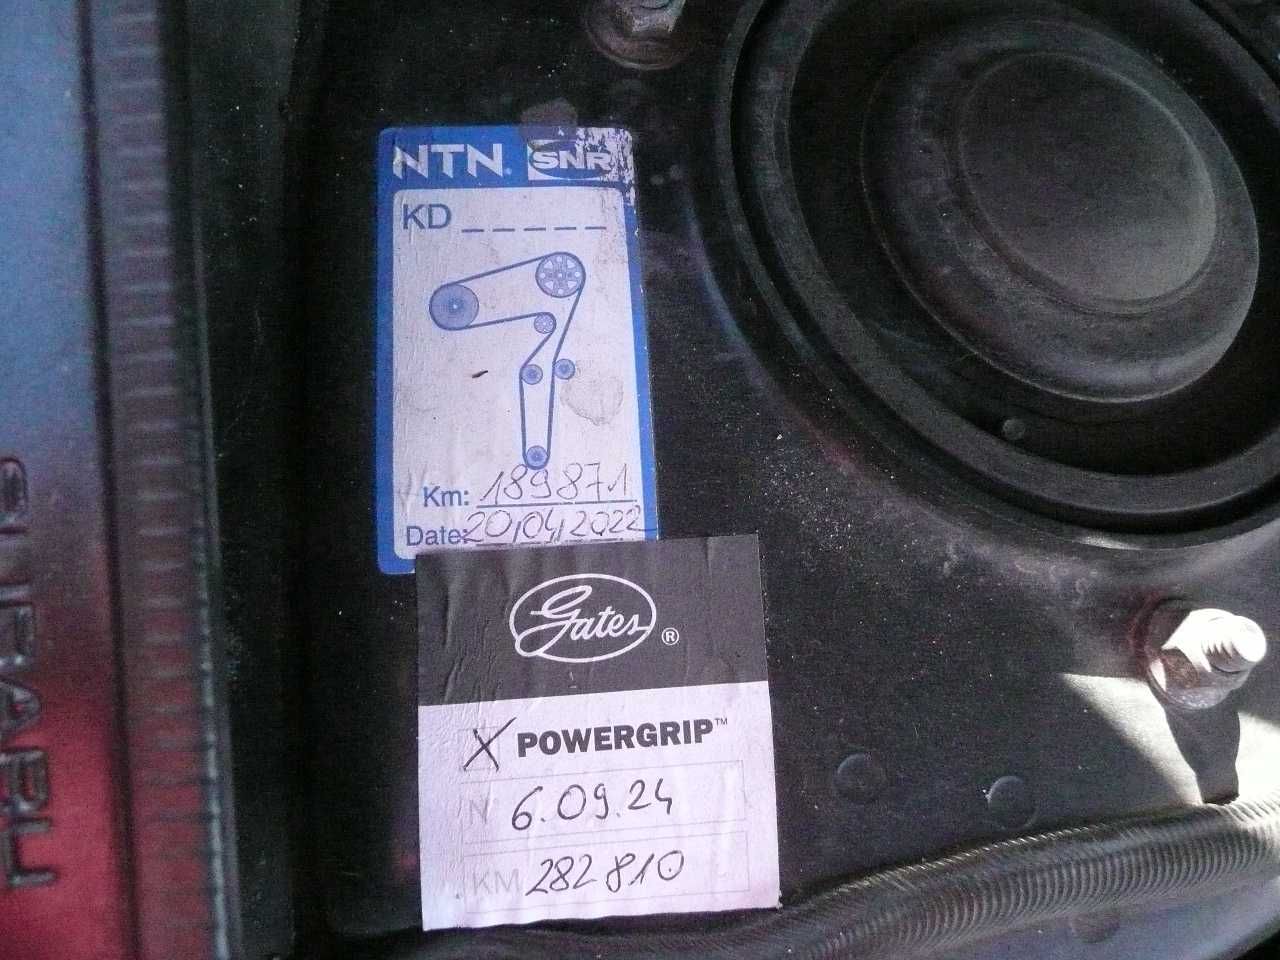 NTN. SNR
KD _ _ _ _ _
Km: 189871
Date: 20,04,2022
Gates ®
X POWERGRIP™
N 6.09.24
KM 282810